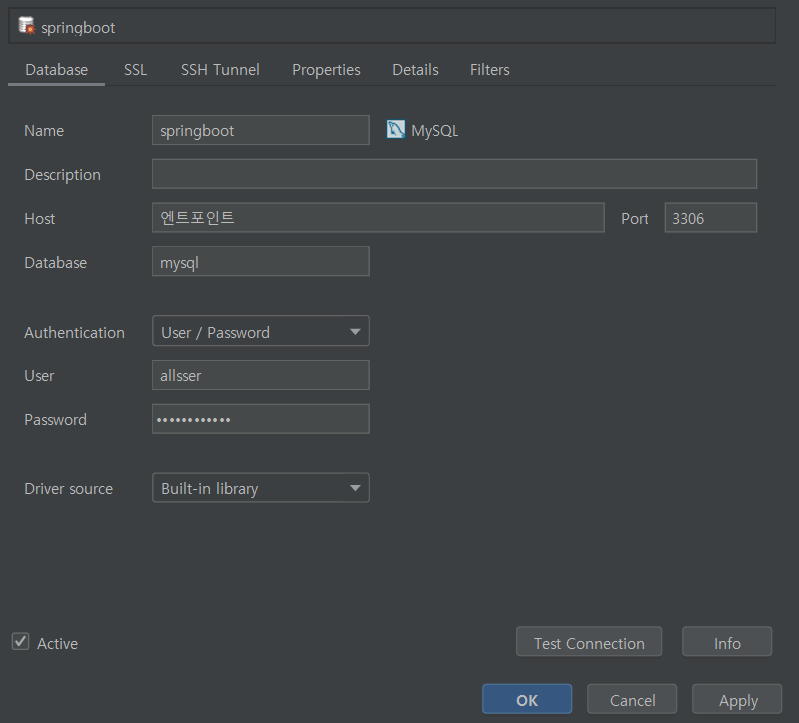 springboot
Database SSL SSH Tunnel Properties Details Filters
Name springboot MySQL
Description
Host 엔트포인트 Port 3306
Database mysql
Authentication User / Password
User allsser
Password ••••••••••••
Driver source Built-in library
Active Test Connection Info
OK Cancel Apply